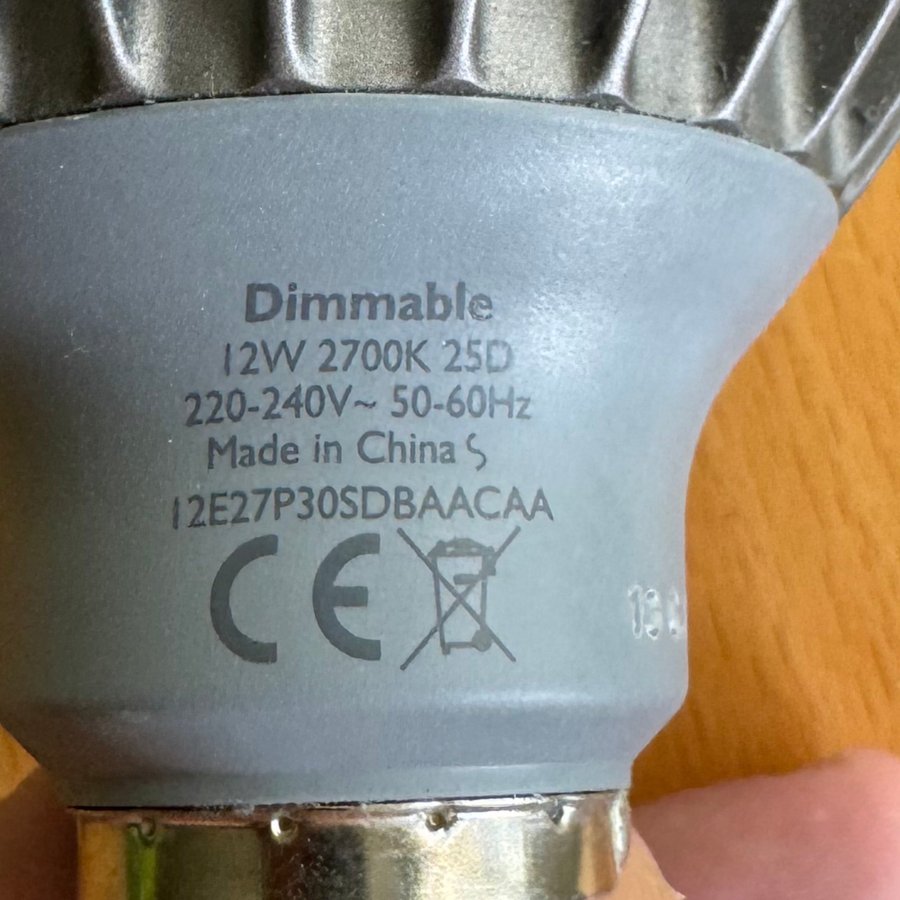 Dimmable
12W 2700K 25D
220-240V~ 50-60Hz
Made in China S
12E27P30SDBAACAA
CE